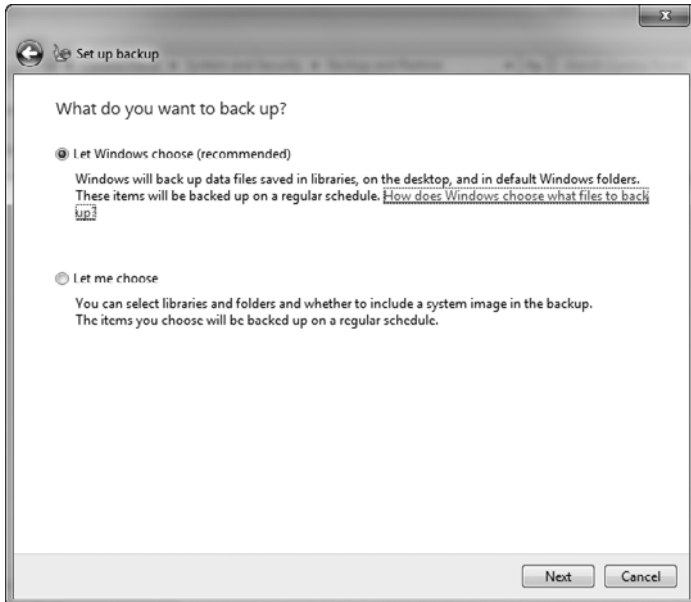 x
Set up backup
What do you want to back up?
Let Windows choose (recommended)
Windows will back up data files saved in libraries, on the desktop, and in default Windows folders.
These items will be backed up on a regular schedule. How does Windows choose what files to back
up?
Let me choose
You can select libraries and folders and whether to include a system image in the backup.
The items you choose will be backed up on a regular schedule.
Next
Cancel